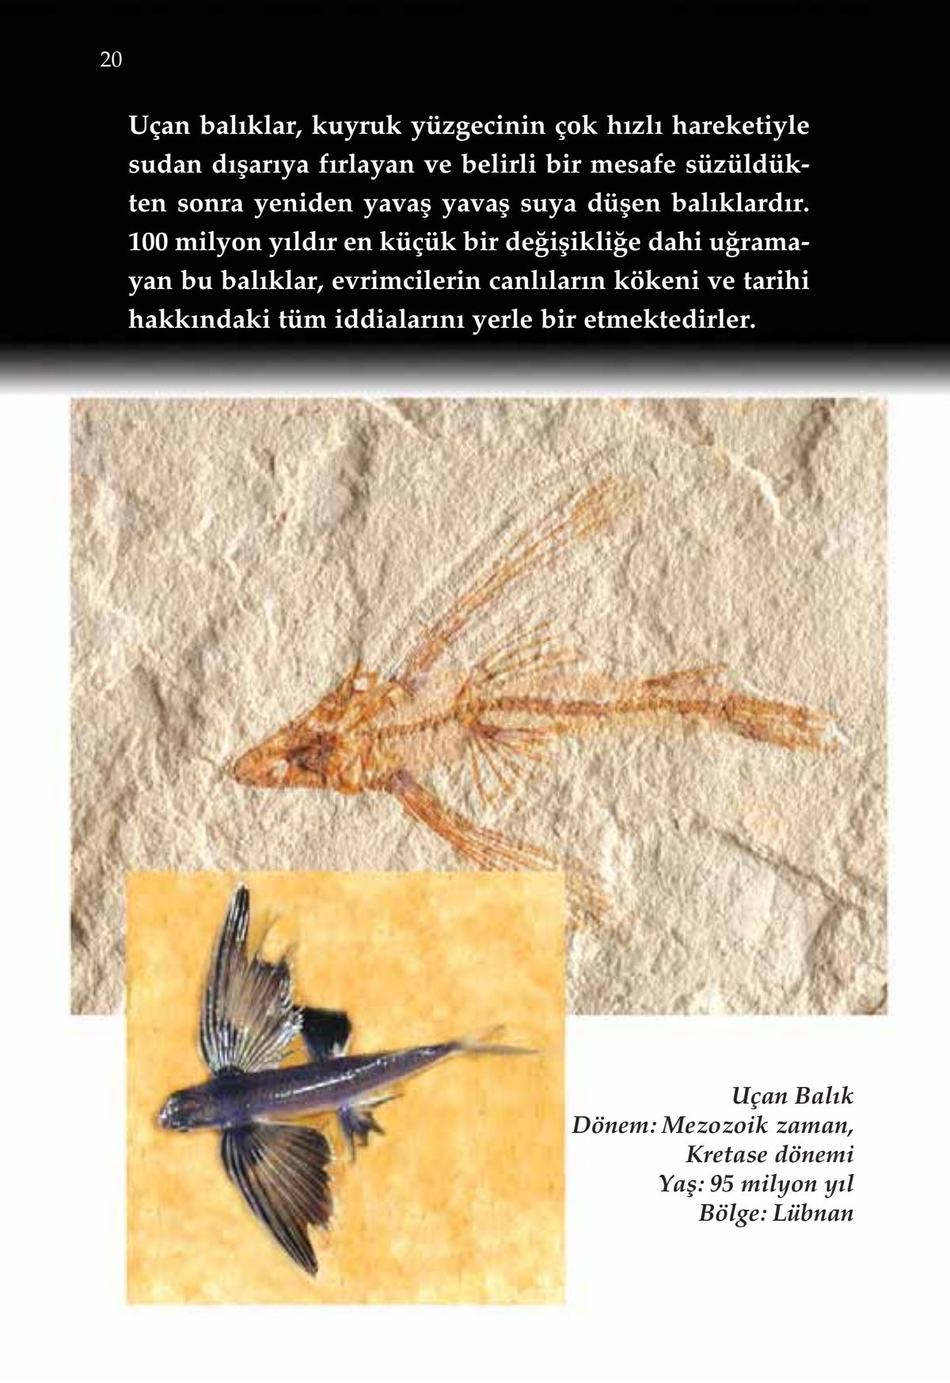 20
Uçan balıklar, kuyruk yüzgecinin çok hızlı hareketiyle
sudan dışarıya fırlayan ve belirli bir mesafe süzüldük-
ten sonra yeniden yavaş yavaş suya düşen balıklardır.
100 milyon yıldır en küçük bir değişikliğe dahi uğrama-
yan bu balıklar, evrimcilerin canlıların kökeni ve tarihi
hakkındaki tüm iddialarını yerle bir etmektedirler.
Uçan Balık
Dönem: Mezozoik zaman,
Kretase dönemi
Yaş: 95 milyon yıl
Bölge: Lübnan